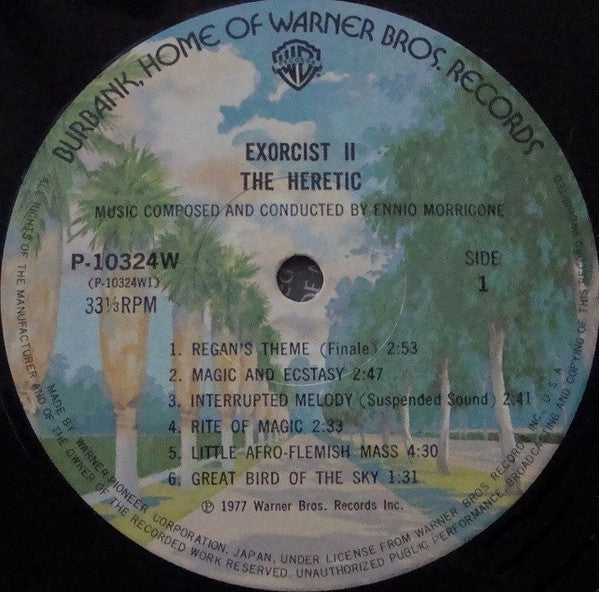 BURBANK, HOME OF WARNER BROS. RECORDS
WB
EXORCIST II
THE HERETIC
MUSIC COMPOSED AND CONDUCTED BY ENNIO MORRICONE
P-10324W
(P-10324W1)
33⅓RPM
SIDE
1
1. REGAN'S THEME (Finale) 2:53
2. MAGIC AND ECSTASY 2:47
3. INTERRUPTED MELODY (Suspended Sound) 2:41
4. RITE OF MAGIC 2:33
5. LITTLE AFRO-FLEMISH MASS 4:30
6. GREAT BIRD OF THE SKY 1:31
Ⓟ 1977 Warner Bros. Records Inc.
MADE BY WARNER-PIONEER CORPORATION, JAPAN, UNDER LICENSE FROM WARNER BROS. RECORDS INC., U.S.A.
ALL RIGHTS OF THE MANUFACTURER AND OF THE OWNER OF THE RECORDED WORK RESERVED. UNAUTHORIZED PUBLIC PERFORMANCE, BROADCASTING AND COPYING OF THIS RECORD